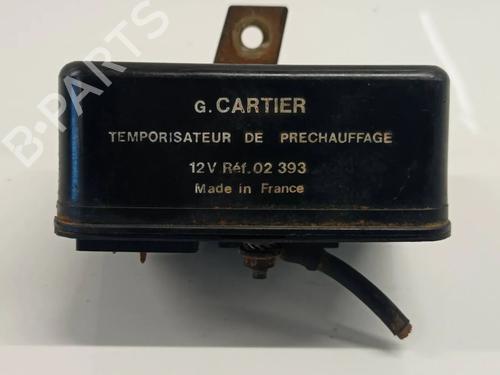 G. CARTIER
TEMPORISATEUR DE PRECHAUFFAGE
12V Réf. 02 393
Made in France
B-PARTS